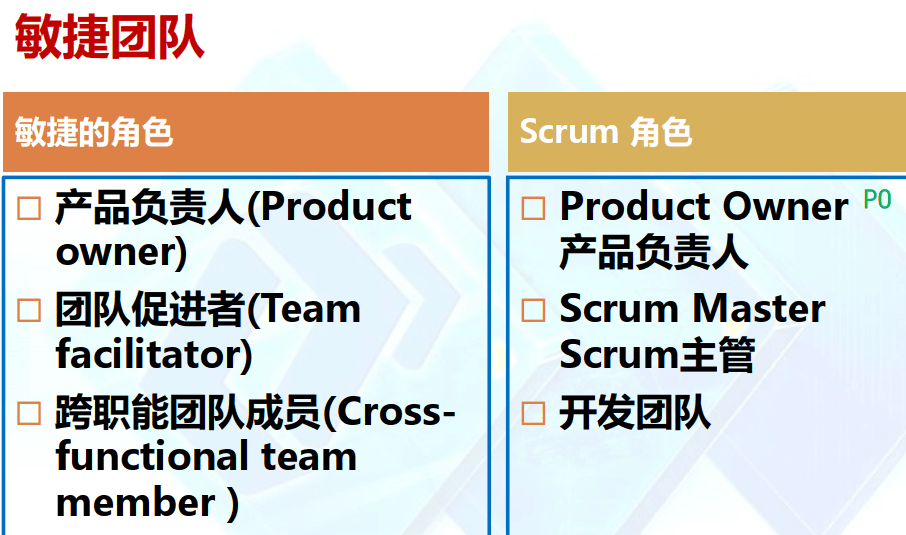 敏捷团队
敏捷的角色
产品负责人(Product
owner)
团队促进者(Team
facilitator)
跨职能团队成员(Cross-
functional team
member )
Scrum 角色
Product Owner P0
产品负责人
Scrum Master
Scrum主管
开发团队